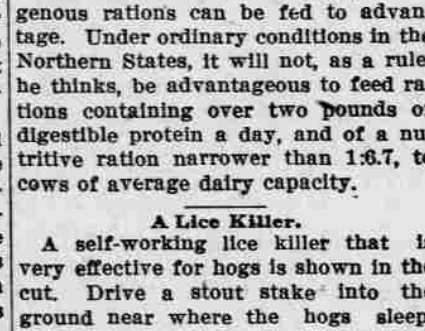 genous rations can be fed to advan
tage. Under ordinary conditions in the
Northern States, it will not, as a rule
he thinks, be advantageous to feed ra
tions containing over two pounds of
digestible protein a day, and of a nu
tritive ration narrower than 1:6.7, to
cows of average dairy capacity.
A Lice Killer.
A self-working lice killer that is
very effective for hogs is shown in the
cut. Drive a stout stake into the
ground near where the hogs sleep